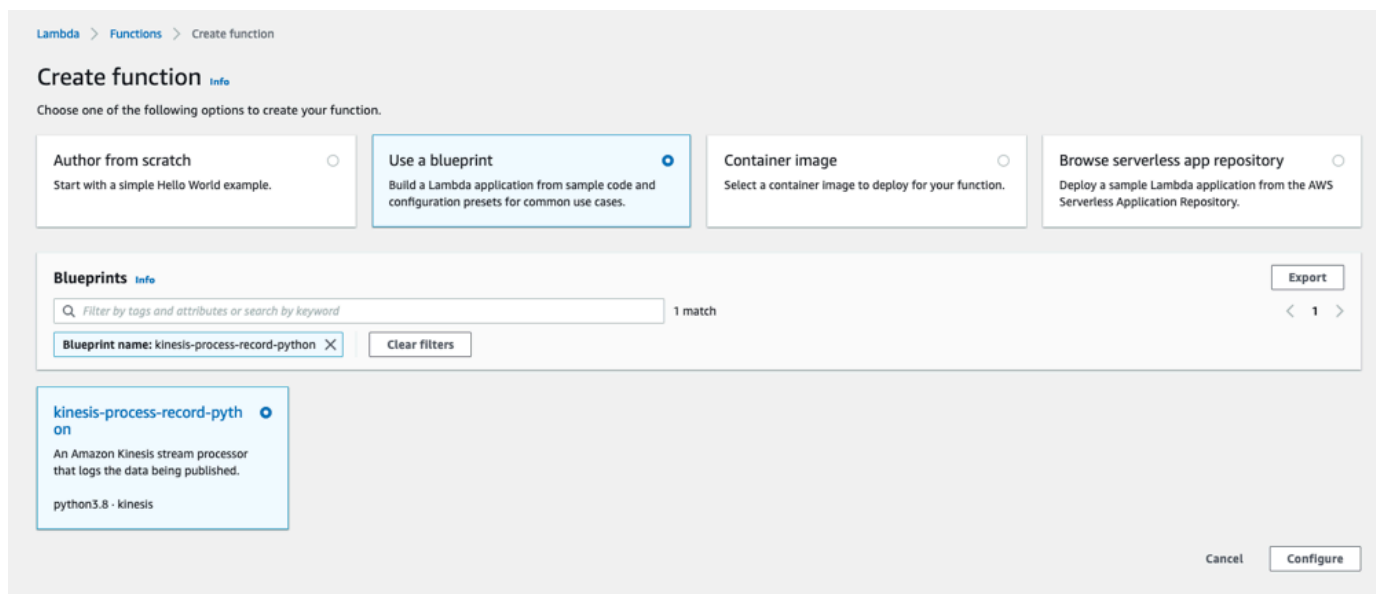 Lambda > Functions > Create function
Create function Info
Choose one of the following options to create your function.
Author from scratch
Start with a simple Hello World example.
Use a blueprint
Build a Lambda application from sample code and
configuration presets for common use cases.
Container image
Select a container image to deploy for your function.
Browse serverless app repository
Deploy a sample Lambda application from the AWS
Serverless Application Repository.
Blueprints Info
Export
Filter by tags and attributes or search by keyword
1 match
< 1 >
Blueprint name: kinesis-process-record-python X
Clear filters
kinesis-process-record-pyth
on
An Amazon Kinesis stream processor
that logs the data being published.
python3.8 · kinesis
Cancel
Configure